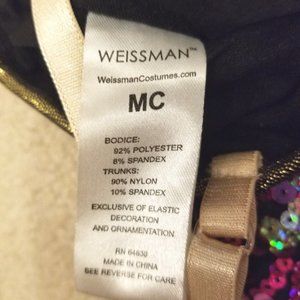 WEISSMAN™
WeissmanCostumes.com
MC
BODICE:
92% POLYESTER
8% SPANDEX
TRUNKS:
90% NYLON
10% SPANDEX
EXCLUSIVE OF ELASTIC
DECORATION
AND ORNAMENTATION
RN 64630
MADE IN CHINA
SEE REVERSE FOR CARE